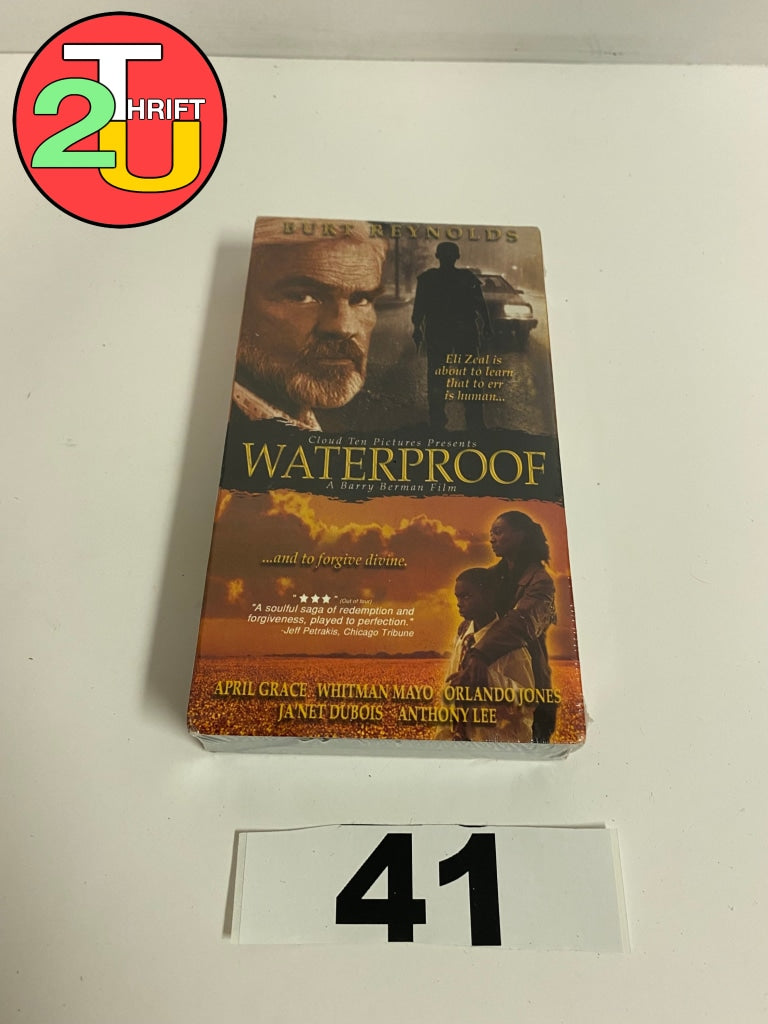 2 THRIFT U
BURT REYNOLDS
Eli Zeal is
about to learn
that to err
is human...
Cloud Ten Pictures Presents
WATERPROOF
A Barry Berman Film
...and to forgive divine.
"★★★" (Out of four)
"A soulful saga of redemption and
forgiveness, played to perfection."
-Jeff Petrakis, Chicago Tribune
APRIL GRACE WHITMAN MAYO ORLANDO JONES
JA'NET DUBOIS ANTHONY LEE
41